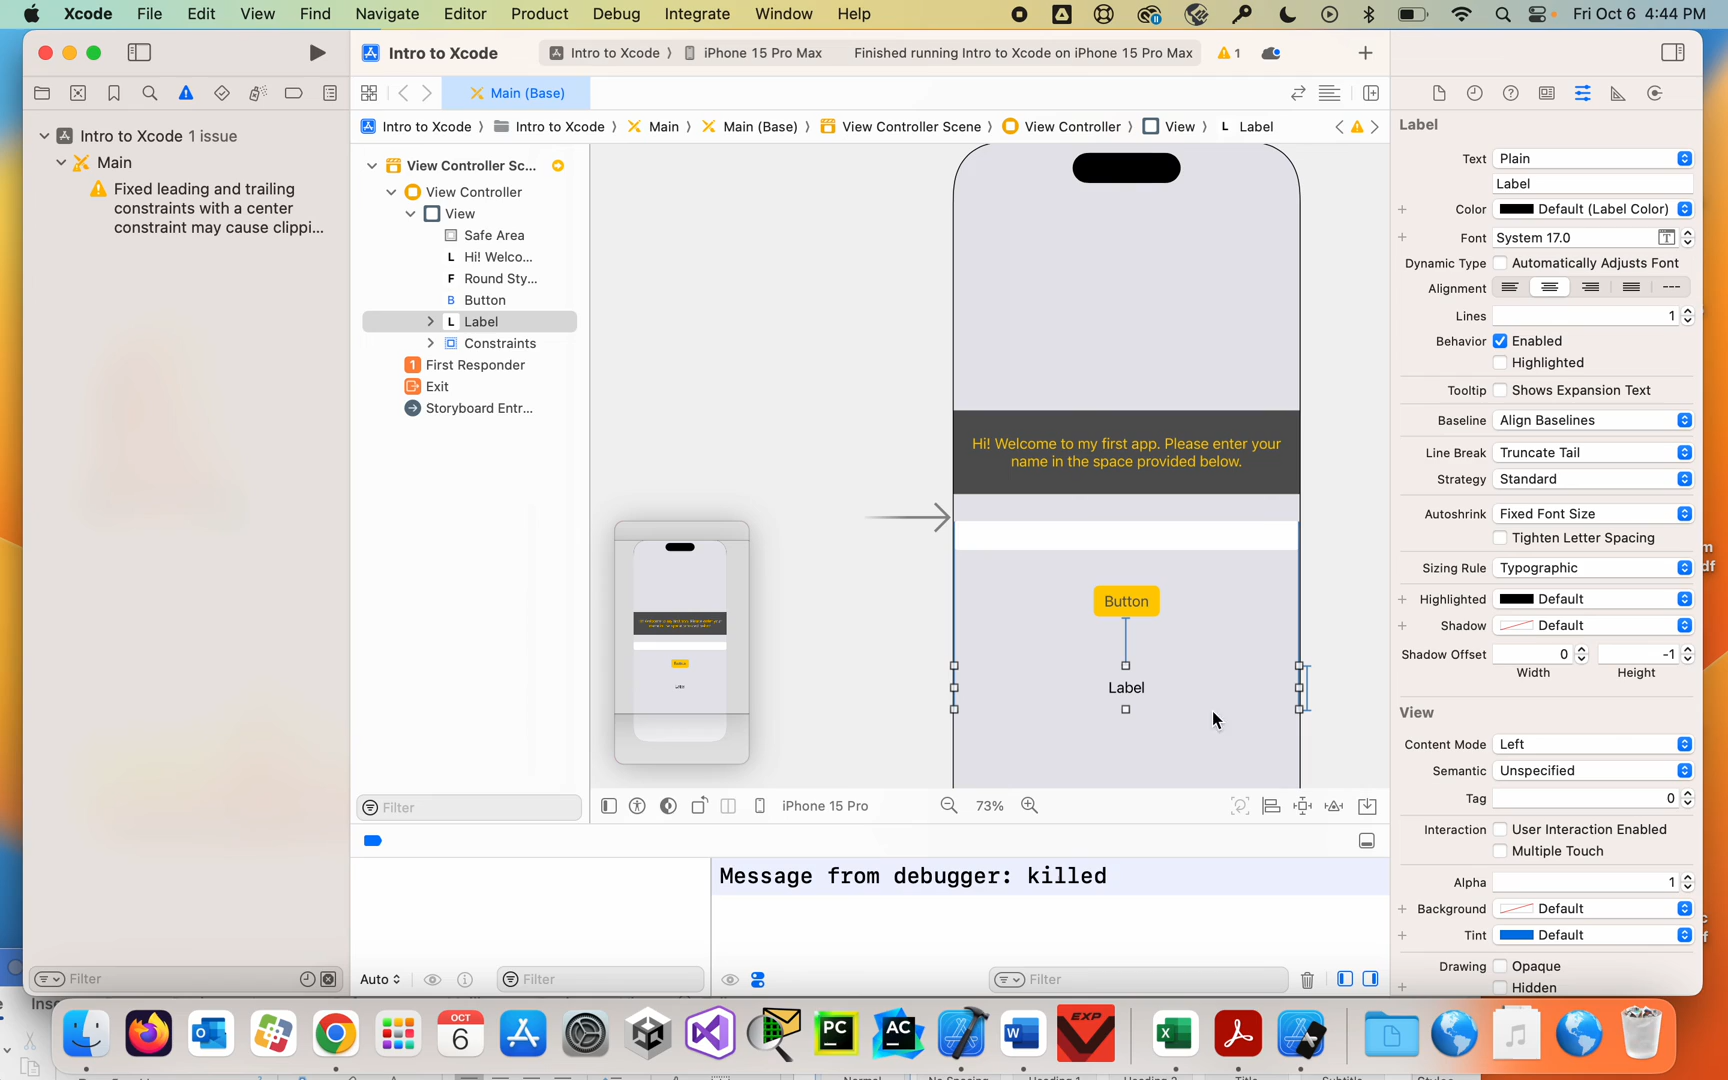 Xcode File Edit View Find Navigate Editor Product Debug Integrate Window Help Fri Oct 6 4:44 PM
Intro to Xcode Intro to Xcode iPhone 15 Pro Max Finished running Intro to Xcode on iPhone 15 Pro Max 1
Main (Base)
Intro to Xcode Intro to Xcode Main Main (Base) View Controller Scene View Controller View L Label
Intro to Xcode 1 issue
Main
Fixed leading and trailing
constraints with a center
constraint may cause clippi...
Filter
View Controller Sc...
View Controller
View
Safe Area
L Hi! Welco...
F Round Sty...
B Button
L Label
Constraints
1 First Responder
Exit
Storyboard Entr...
Filter
Hi! Welcome to my first app. Please enter your
name in the space provided below.
Button
Label
iPhone 15 Pro 73%
Message from debugger: killed
Auto Filter Filter
Label
Text Plain
Label
Color Default (Label Color)
Font System 17.0
Dynamic Type Automatically Adjusts Font
Alignment
Lines 1
Behavior Enabled
Highlighted
Tooltip Shows Expansion Text
Baseline Align Baselines
Line Break Truncate Tail
Strategy Standard
Autoshrink Fixed Font Size
Tighten Letter Spacing
Sizing Rule Typographic
Highlighted Default
Shadow Default
Shadow Offset 0 -1
Width Height
View
Content Mode Left
Semantic Unspecified
Tag 0
Interaction User Interaction Enabled
Multiple Touch
Alpha 1
Background Default
Tint Default
Drawing Opaque
Hidden
OCT
6
PC
AC
EXP